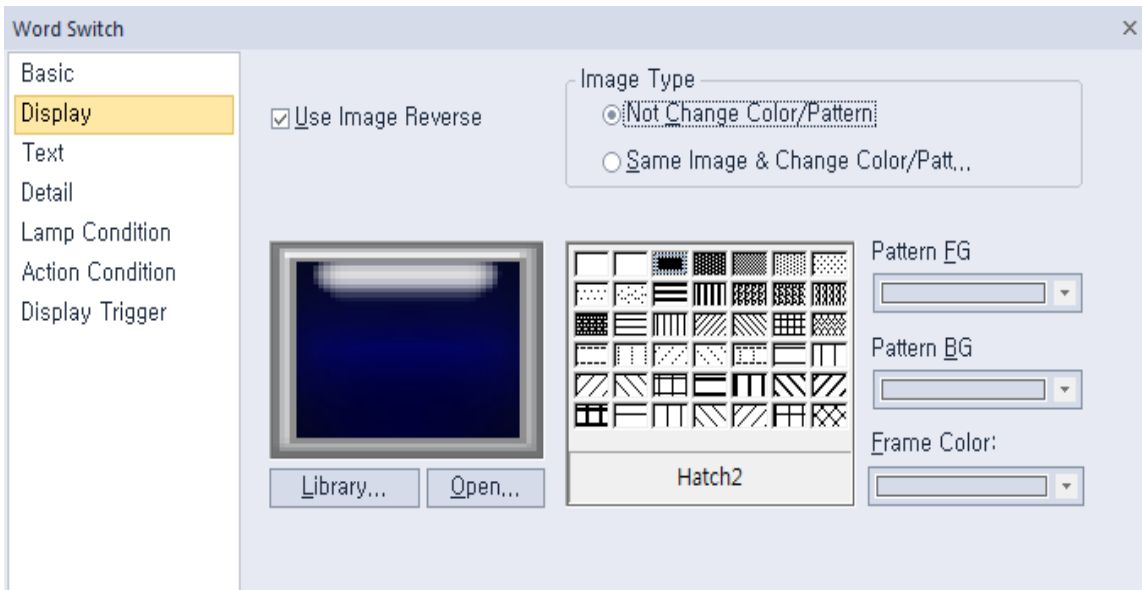 Word Switch
Basic
Display
Text
Detail
Lamp Condition
Action Condition
Display Trigger
Use Image Reverse
Image Type
Not Change Color/Pattern
Same Image & Change Color/Patt...
Library...
Open...
Hatch2
Pattern FG
Pattern BG
Frame Color: